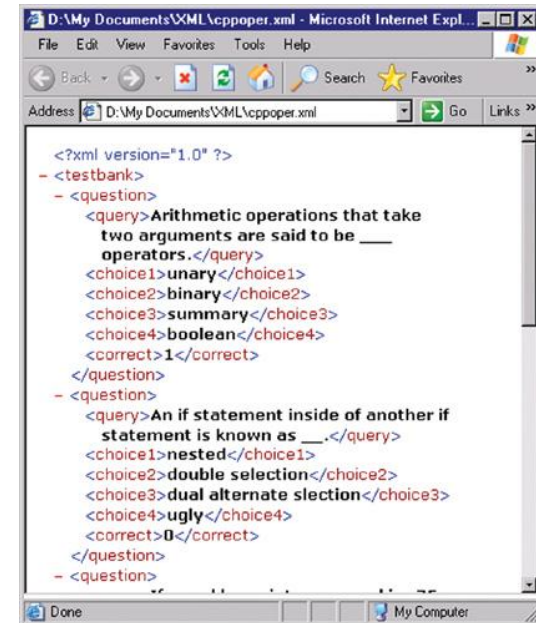 D:\My Documents\XML\cppoper.xml - Microsoft Internet Expl...
File Edit View Favorites Tools Help
Back Search Favorites »
Address D:\My Documents\XML\cppoper.xml Go Links »
<?xml version="1.0" ?>
- <testbank>
- <question>
<query>Arithmetic operations that take
two arguments are said to be ___
operators.</query>
<choice1>unary</choice1>
<choice2>binary</choice2>
<choice3>summary</choice3>
<choice4>boolean</choice4>
<correct>1</correct>
</question>
- <question>
<query>An if statement inside of another if
statement is known as __.</query>
<choice1>nested</choice1>
<choice2>double selection</choice2>
<choice3>dual alternate slection</choice3>
<choice4>ugly</choice4>
<correct>0</correct>
</question>
- <question>
Done My Computer